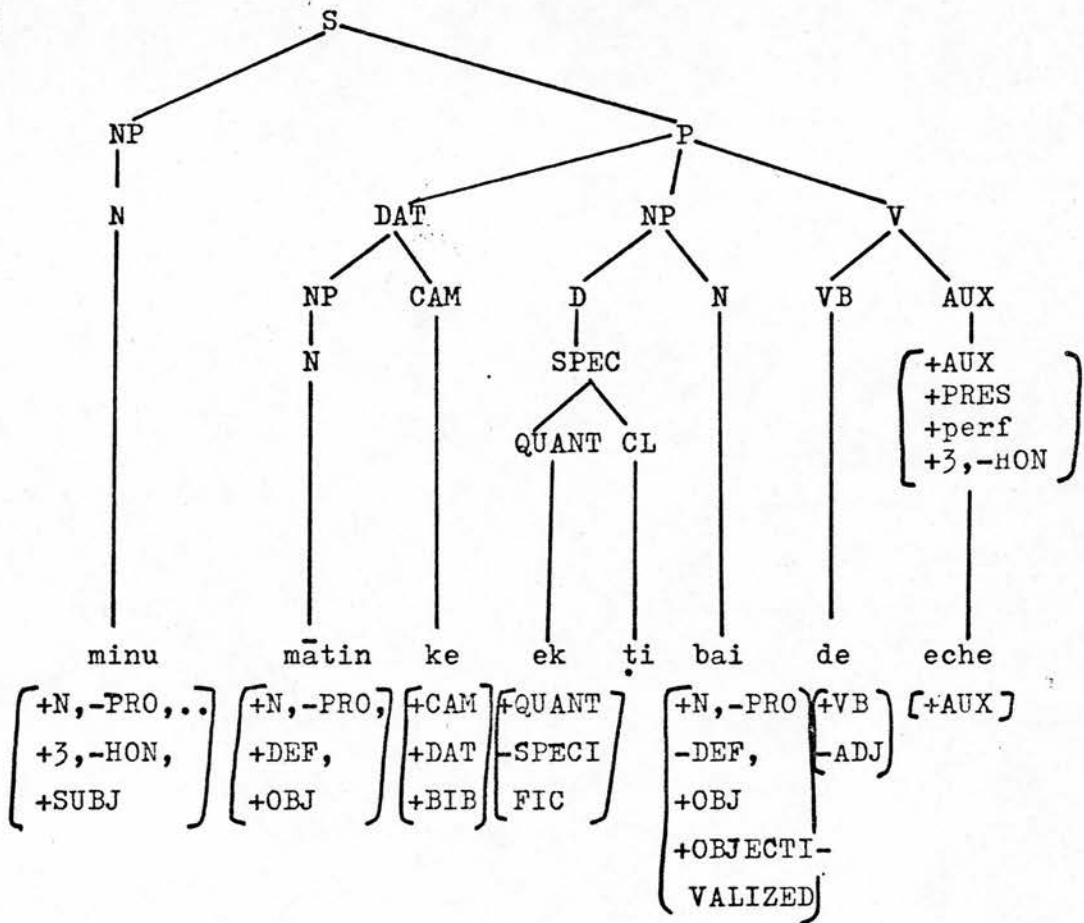 S
NP P
N DAT NP V
NP CAM D N VB AUX
N SPEC
+AUX
+PRES
QUANT CL +perf
+3,-HON
minu mātin ke ek ṭi bai de eche
+N,-PRO,.. +N,-PRO, +CAM +QUANT +N,-PRO +VB [+AUX]
+3,-HON, +DEF, +DAT -SPECI -DEF, -ADJ
+SUBJ +OBJ +BIB FIC +OBJ
+OBJECTI-
VALIZED